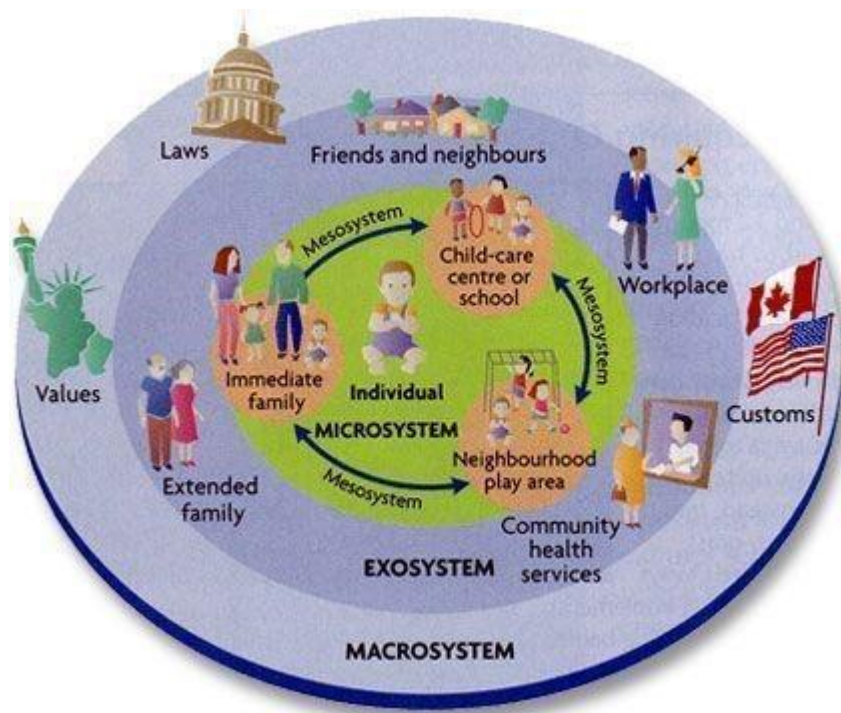 Laws
Friends and neighbours
Mesosystem
Child-care
centre or
school
Workplace
Mesosystem
Values
Immediate
family
Individual
MICROSYSTEM
Customs
Neighbourhood
play area
Mesosystem
Extended
family
Community
health
services
EXOSYSTEM
MACROSYSTEM